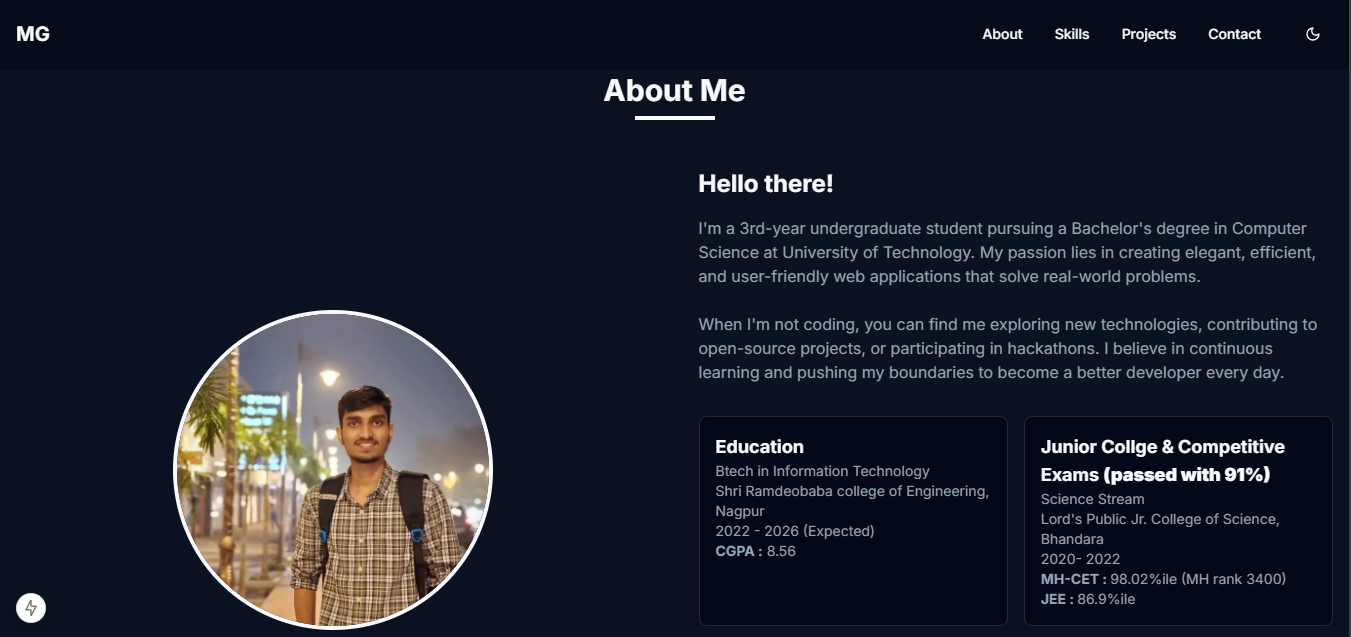 MG
About
Skills
Projects
Contact
About Me
Hello there!
I'm a 3rd-year undergraduate student pursuing a Bachelor's degree in Computer
Science at University of Technology. My passion lies in creating elegant, efficient,
and user-friendly web applications that solve real-world problems.
When I'm not coding, you can find me exploring new technologies, contributing to
open-source projects, or participating in hackathons. I believe in continuous
learning and pushing my boundaries to become a better developer every day.
Education
Btech in Information Technology
Shri Ramdeobaba college of Engineering,
Nagpur
2022 - 2026 (Expected)
CGPA : 8.56
Junior Collge & Competitive
Exams (passed with 91%)
Science Stream
Lord's Public Jr. College of Science,
Bhandara
2020- 2022
MH-CET : 98.02%ile (MH rank 3400)
JEE : 86.9%ile